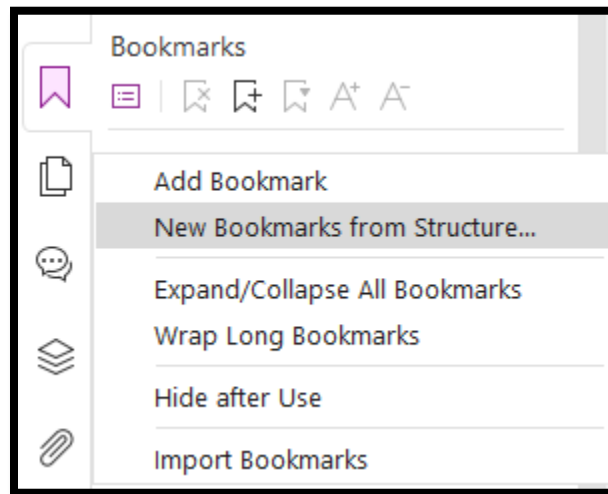 Bookmarks
Add Bookmark
New Bookmarks from Structure...
Expand/Collapse All Bookmarks
Wrap Long Bookmarks
Hide after Use
Import Bookmarks